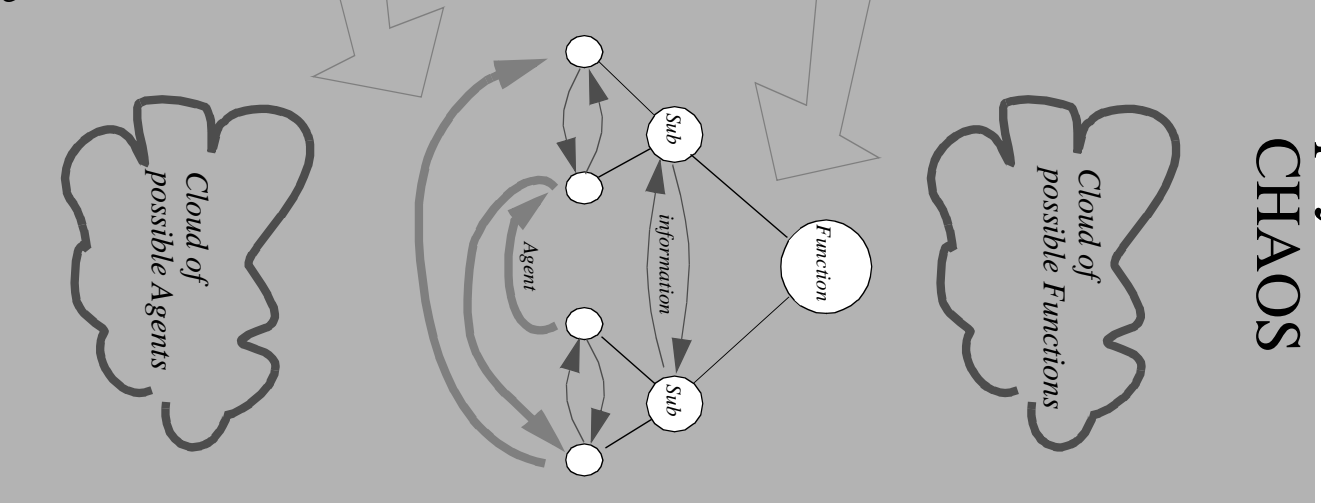 CHAOS
Cloud of
possible Functions
Function
Sub
information
Sub
Agent
Cloud of
possible Agents